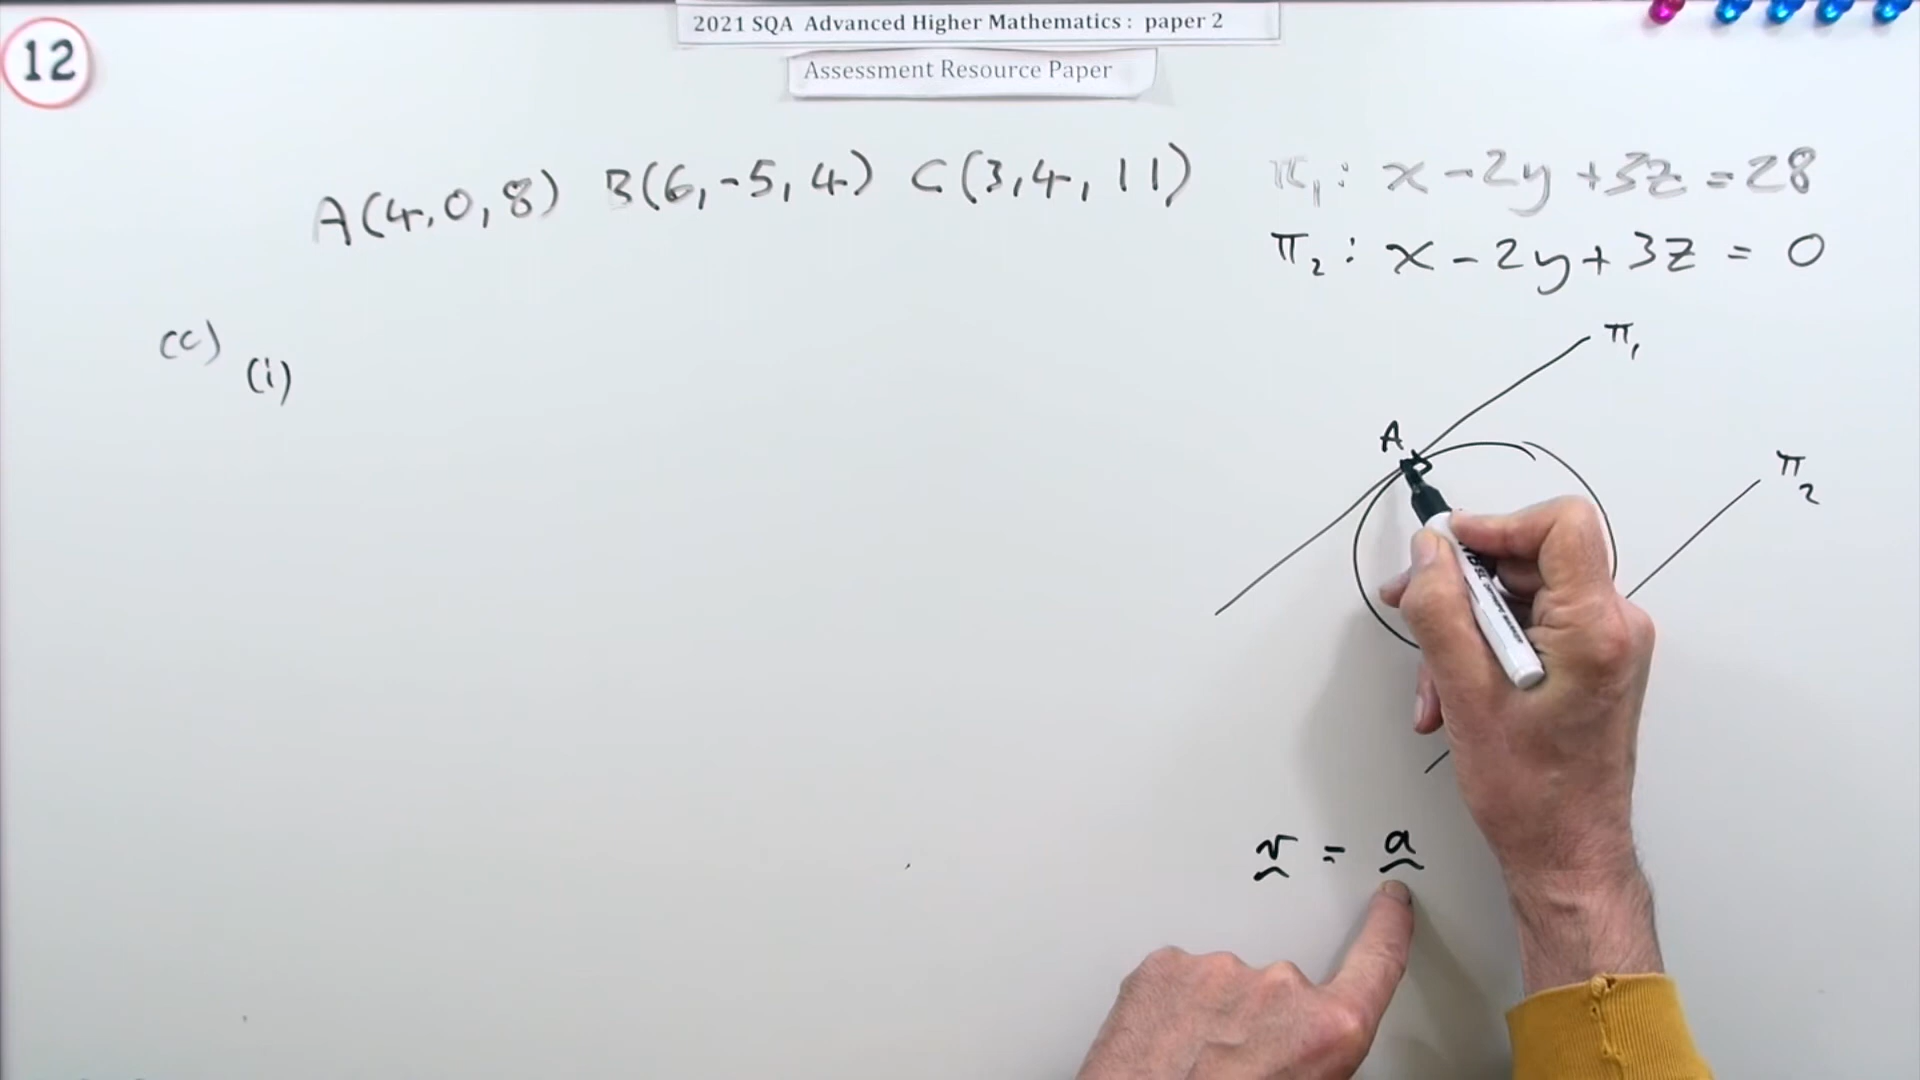 12
2021 SQA Advanced Higher Mathematics : paper 2
Assessment Resource Paper
A(4,0,8) B(6,-5,4) C(3,4,11)
π₁: x-2y+3z=28
π₂: x-2y+3z=0
(c)
(i)
π₁
A
π₂
r = a